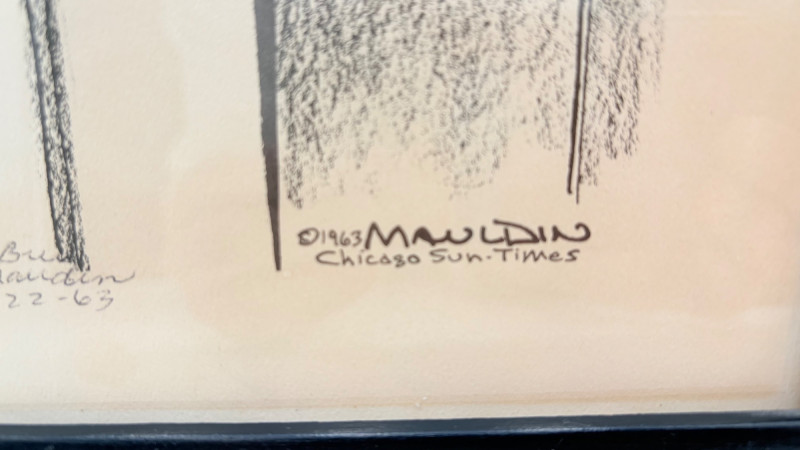 ©1963 MAULDIN
Chicago Sun-Times
Bill
Mauldin
22-63